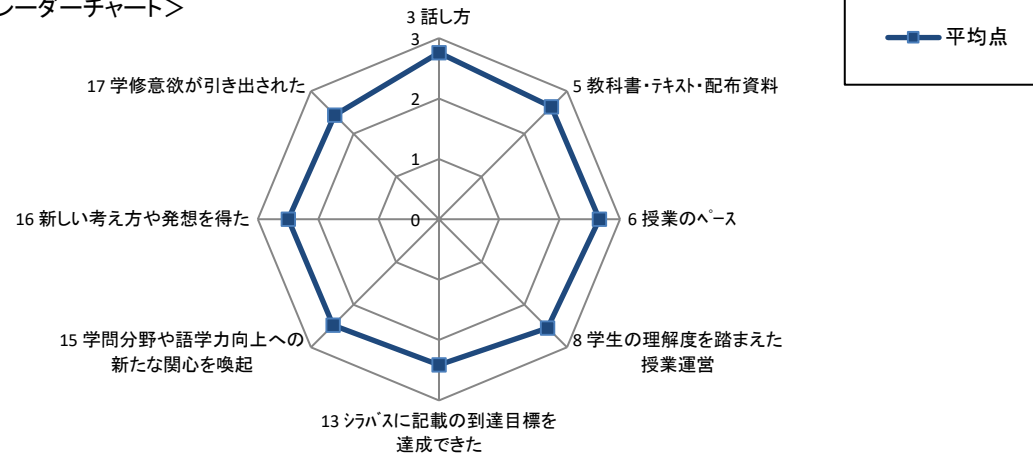 レーダーチャート＞
平均点
3 話し方
5 教科書・ﾃｷｽﾄ・配布資料
6 授業のﾍﾟｰｽ
8 学生の理解度を踏まえた
授業運営
13 ｼﾗﾊﾞｽに記載の到達目標を
達成できた
15 学問分野や語学力向上への
新たな関心を喚起
16 新しい考え方や発想を得た
17 学修意欲が引き出された
3
2
1
0